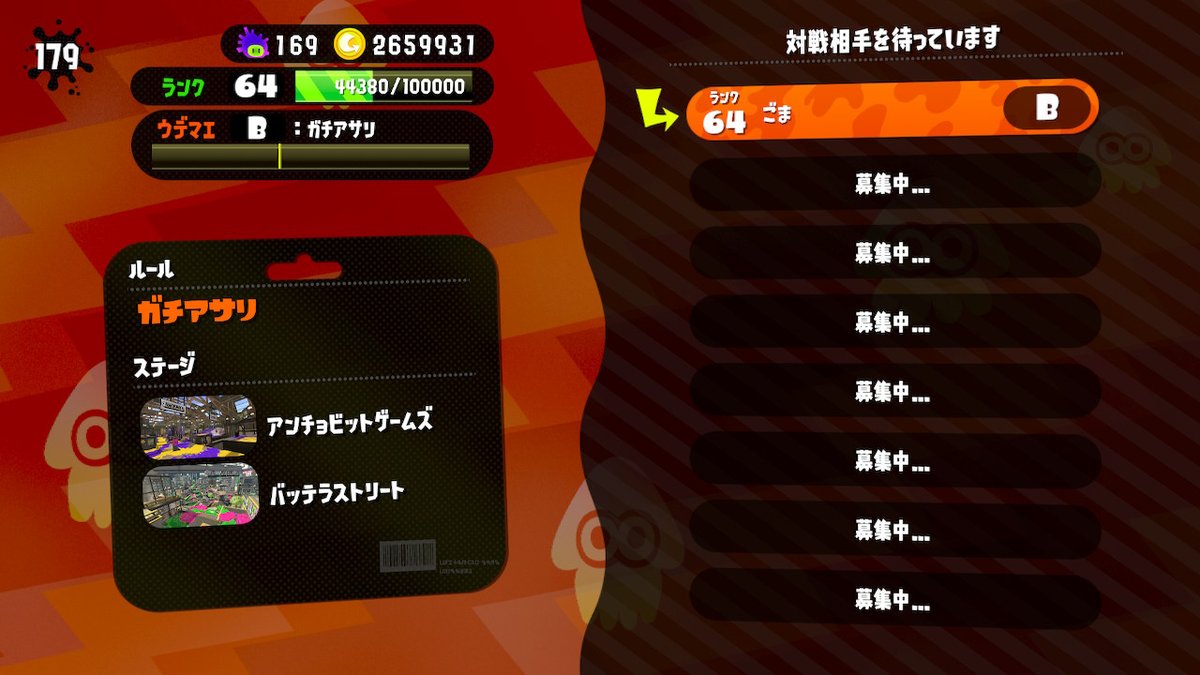 179
169 2659931
ランク 64 44380/100000
ウデマエ B : ガチアサリ
ルール
ガチアサリ
ステージ
アンチョビットゲームズ
バッテラストリート
対戦相手を待っています
ランク
64 ごま B
募集中...
募集中...
募集中...
募集中...
募集中...
募集中...
募集中...